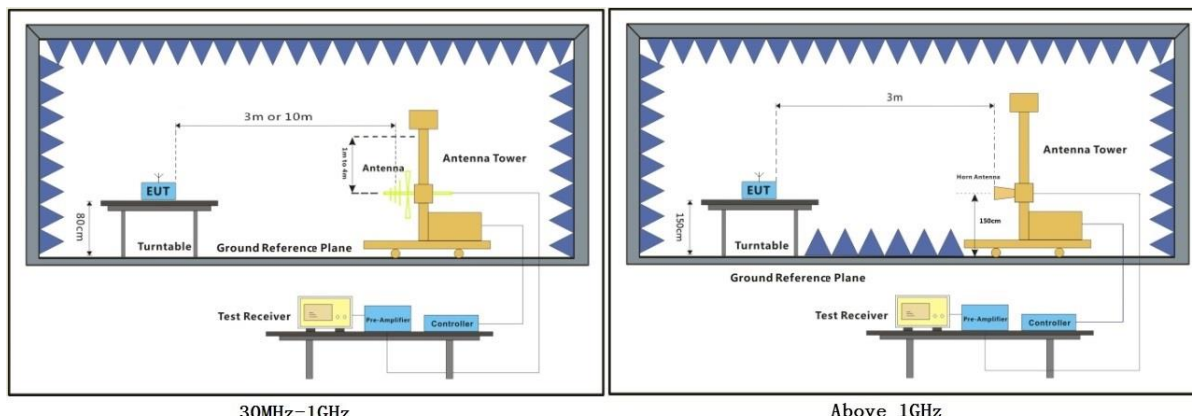 3m or 10m
1m to 4m
Antenna
Antenna Tower
EUT
80cm
Turntable
Ground Reference Plane
Test Receiver
Pre-Amplifier
Controller
30MHz-1GHz
3m
Antenna Tower
Horn Antenna
EUT
150cm
150cm
Turntable
Ground Reference Plane
Test Receiver
Pre-Amplifier
Controller
Above 1GHz